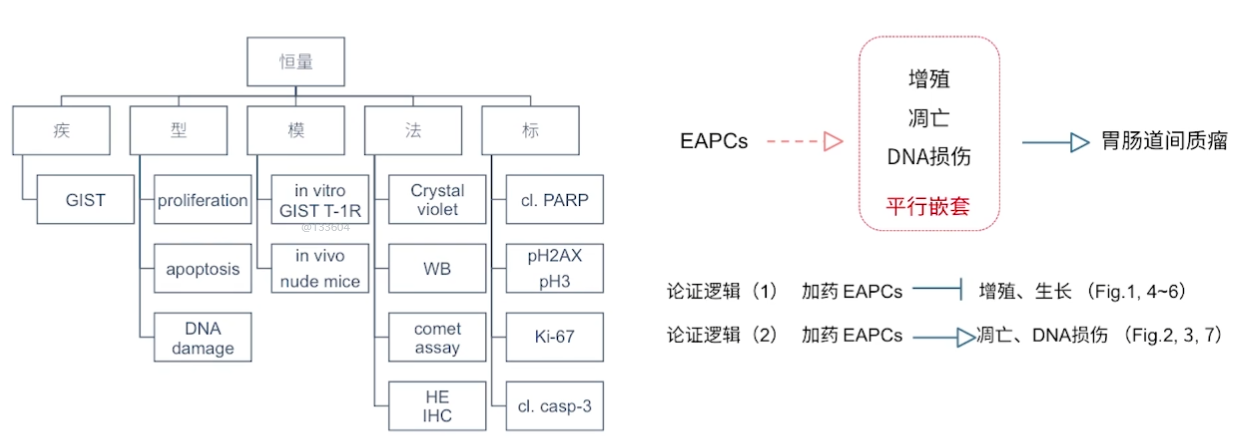 恒量
疾
型
模
法
标
GIST
proliferation
apoptosis
DNA
damage
in vitro
GIST T-1R
@133604
in vivo
nude mice
Crystal
violet
WB
comet
assay
HE
IHC
cl. PARP
pH2AX
pH3
Ki-67
cl. casp-3
EAPCs
增殖
凋亡
DNA损伤
平行嵌套
胃肠道间质瘤
论证逻辑（1） 加药 EAPCs 增殖、生长 （Fig.1, 4~6）
论证逻辑（2） 加药 EAPCs 凋亡、DNA损伤 （Fig.2, 3, 7）